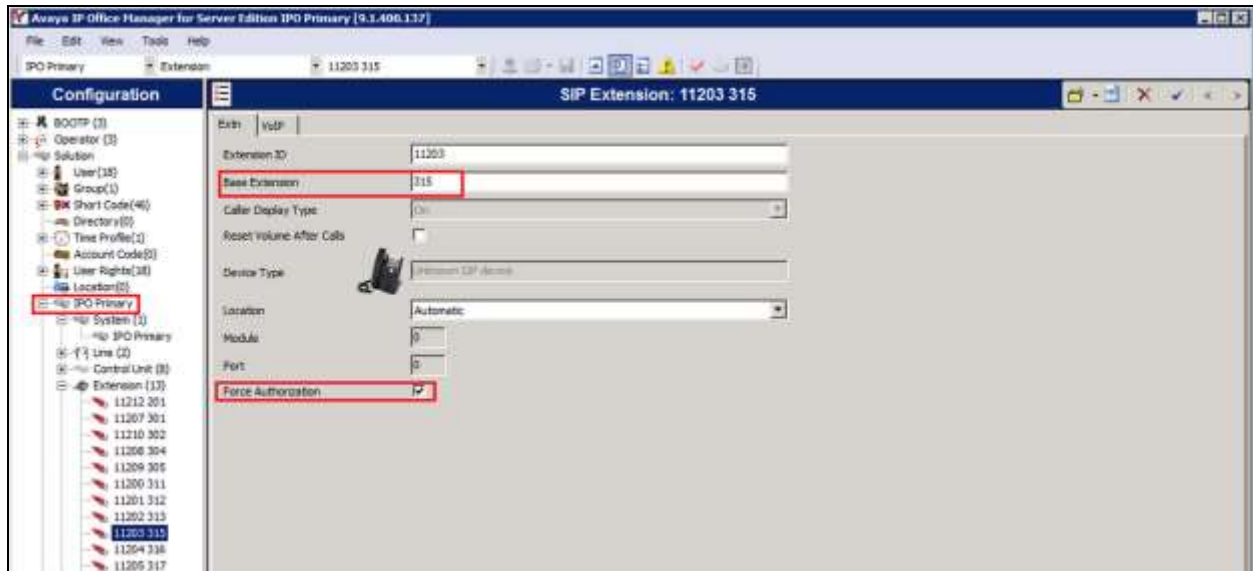 Avaya IP Office Manager for Server Edition IPO Primary [9.1.400.137]
File Edit View Tools Help
IPO Primary Extension 11203 315
Configuration
SIP Extension: 11203 315
BOOTP (3)
Operator (3)
Solution
User(18)
Group(1)
Short Code(46)
Directory(0)
Time Profile(1)
Account Code(0)
User Rights(18)
Location(0)
IPO Primary
System (1)
IPO Primary
Line (2)
Control Unit (8)
Extension (13)
11212 201
11207 301
11210 302
11208 304
11209 305
11200 311
11201 312
11202 313
11203 315
11204 316
11205 317
Extn VoIP
Extension ID 11203
Base Extension 315
Caller Display Type On
Reset Volume After Calls
Device Type Unknown SIP device
Location Automatic
Module 0
Port 0
Force Authorization